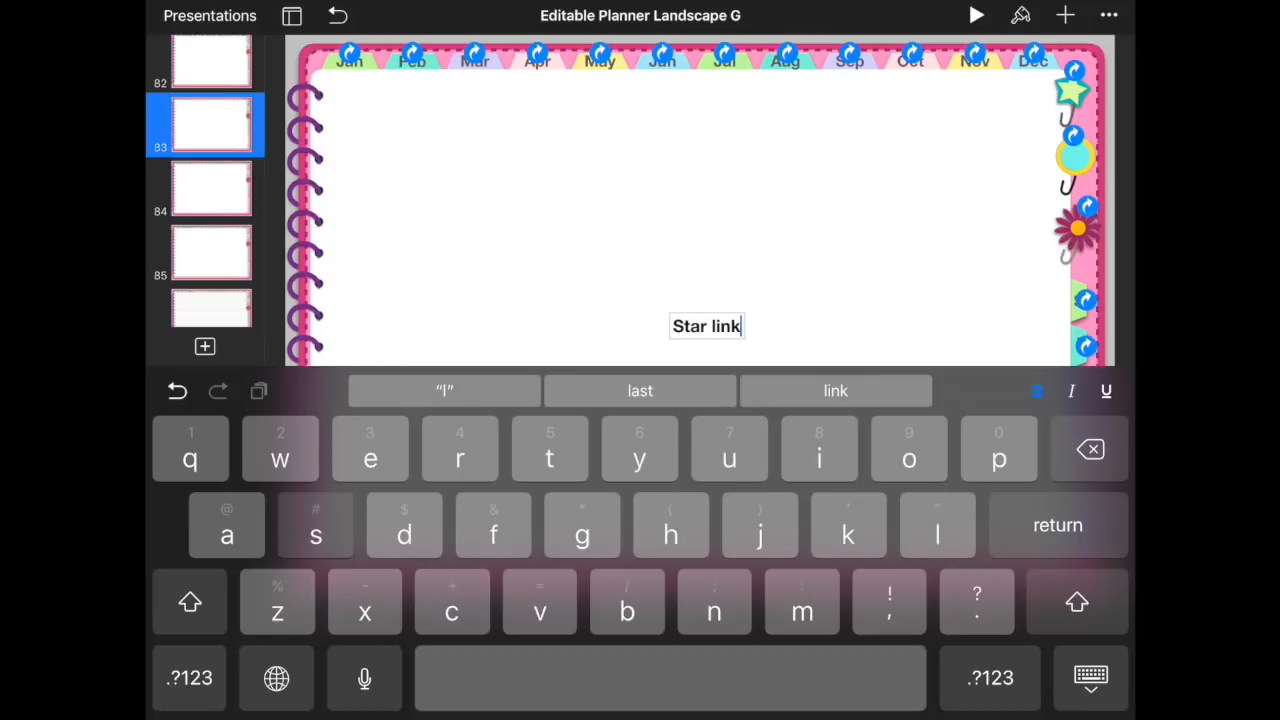 Presentations
Editable Planner Landscape G
82
83
84
85
Jan Feb Mar Apr May Jun Jul Aug Sep Oct Nov Dec
Star link
“I” last link B I U
1 2 3 4 5 6 7 8 9 0
q w e r t y u i o p
@ # $ & * ( ) ' "
a s d f g h j k l return
% - + = / ; : ! ?
z x c v b n m , .
.?123 .?123